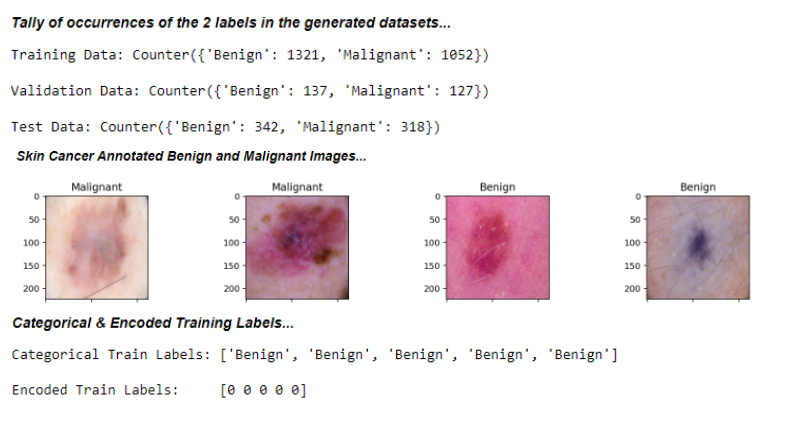 Tally of occurrences of the 2 labels in the generated datasets...
Training Data: Counter({'Benign': 1321, 'Malignant': 1052})
Validation Data: Counter({'Benign': 137, 'Malignant': 127})
Test Data: Counter({'Benign': 342, 'Malignant': 318})
Skin Cancer Annotated Benign and Malignant Images...
Malignant Malignant Benign Benign
0 0 0 0
50 50 50 50
100 100 100 100
150 150 150 150
200 200 200 200
Categorical & Encoded Training Labels...
Categorical Train Labels: ['Benign', 'Benign', 'Benign', 'Benign', 'Benign']
Encoded Train Labels: [0 0 0 0 0]